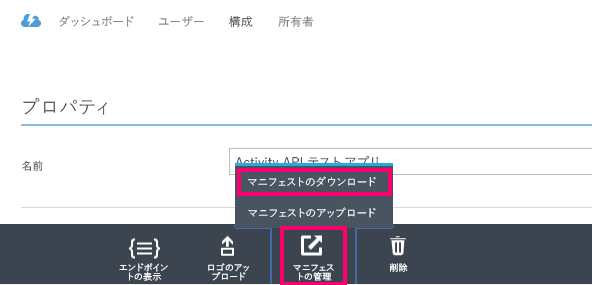 ダッシュボード ユーザー 構成 所有者
プロパティ
名前
Activity API テスト アプリ
マニフェストのダウンロード
マニフェストのアップロード
エンドポイン
トの表示
ロゴのアッ
プロード
マニフェス
トの管理
削除